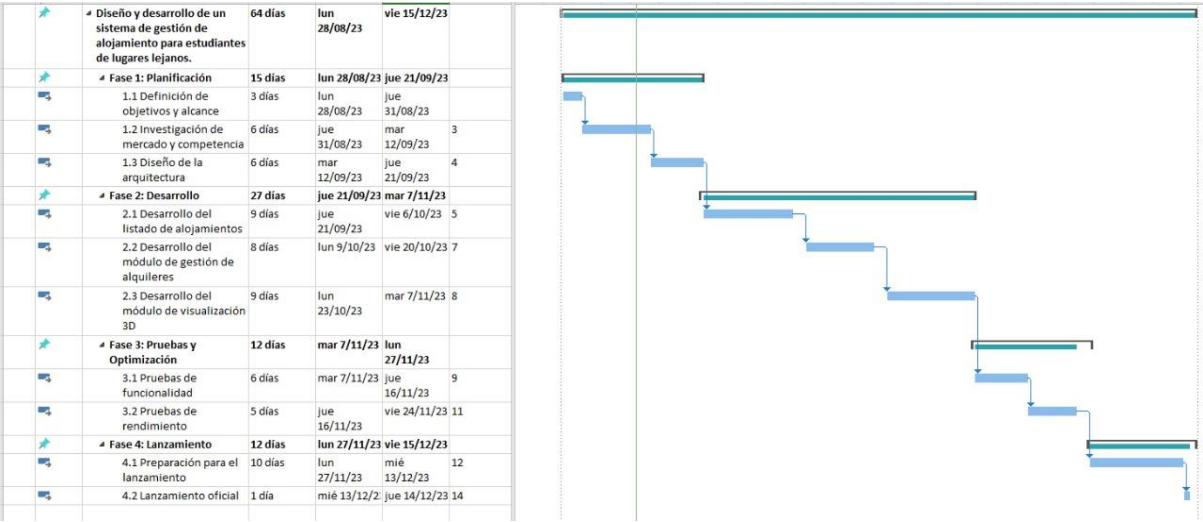 Diseño y desarrollo de un 64 días lun vie 15/12/23
sistema de gestión de 28/08/23
alojamiento para estudiantes
de lugares lejanos.
Fase 1: Planificación 15 días lun 28/08/23 jue 21/09/23
1.1 Definición de 3 días lun jue
objetivos y alcance 28/08/23 31/08/23
1.2 Investigación de 6 días jue mar 3
mercado y competencia 31/08/23 12/09/23
1.3 Diseño de la 6 días mar jue 4
arquitectura 12/09/23 21/09/23
Fase 2: Desarrollo 27 días jue 21/09/23 mar 7/11/23
2.1 Desarrollo del 9 días jue vie 6/10/23 5
listado de alojamientos 21/09/23
2.2 Desarrollo del 8 días lun 9/10/23 vie 20/10/23 7
módulo de gestión de
alquileres
2.3 Desarrollo del 9 días lun mar 7/11/23 8
módulo de visualización 23/10/23
3D
Fase 3: Pruebas y 12 días mar 7/11/23 lun
Optimización 27/11/23
3.1 Pruebas de 6 días mar 7/11/23 jue 9
funcionalidad 16/11/23
3.2 Pruebas de 5 días jue vie 24/11/23 11
rendimiento 16/11/23
Fase 4: Lanzamiento 12 días lun 27/11/23 vie 15/12/23
4.1 Preparación para el 10 días lun mié 12
lanzamiento 27/11/23 13/12/23
4.2 Lanzamiento oficial 1 día mié 13/12/2 jue 14/12/23 14